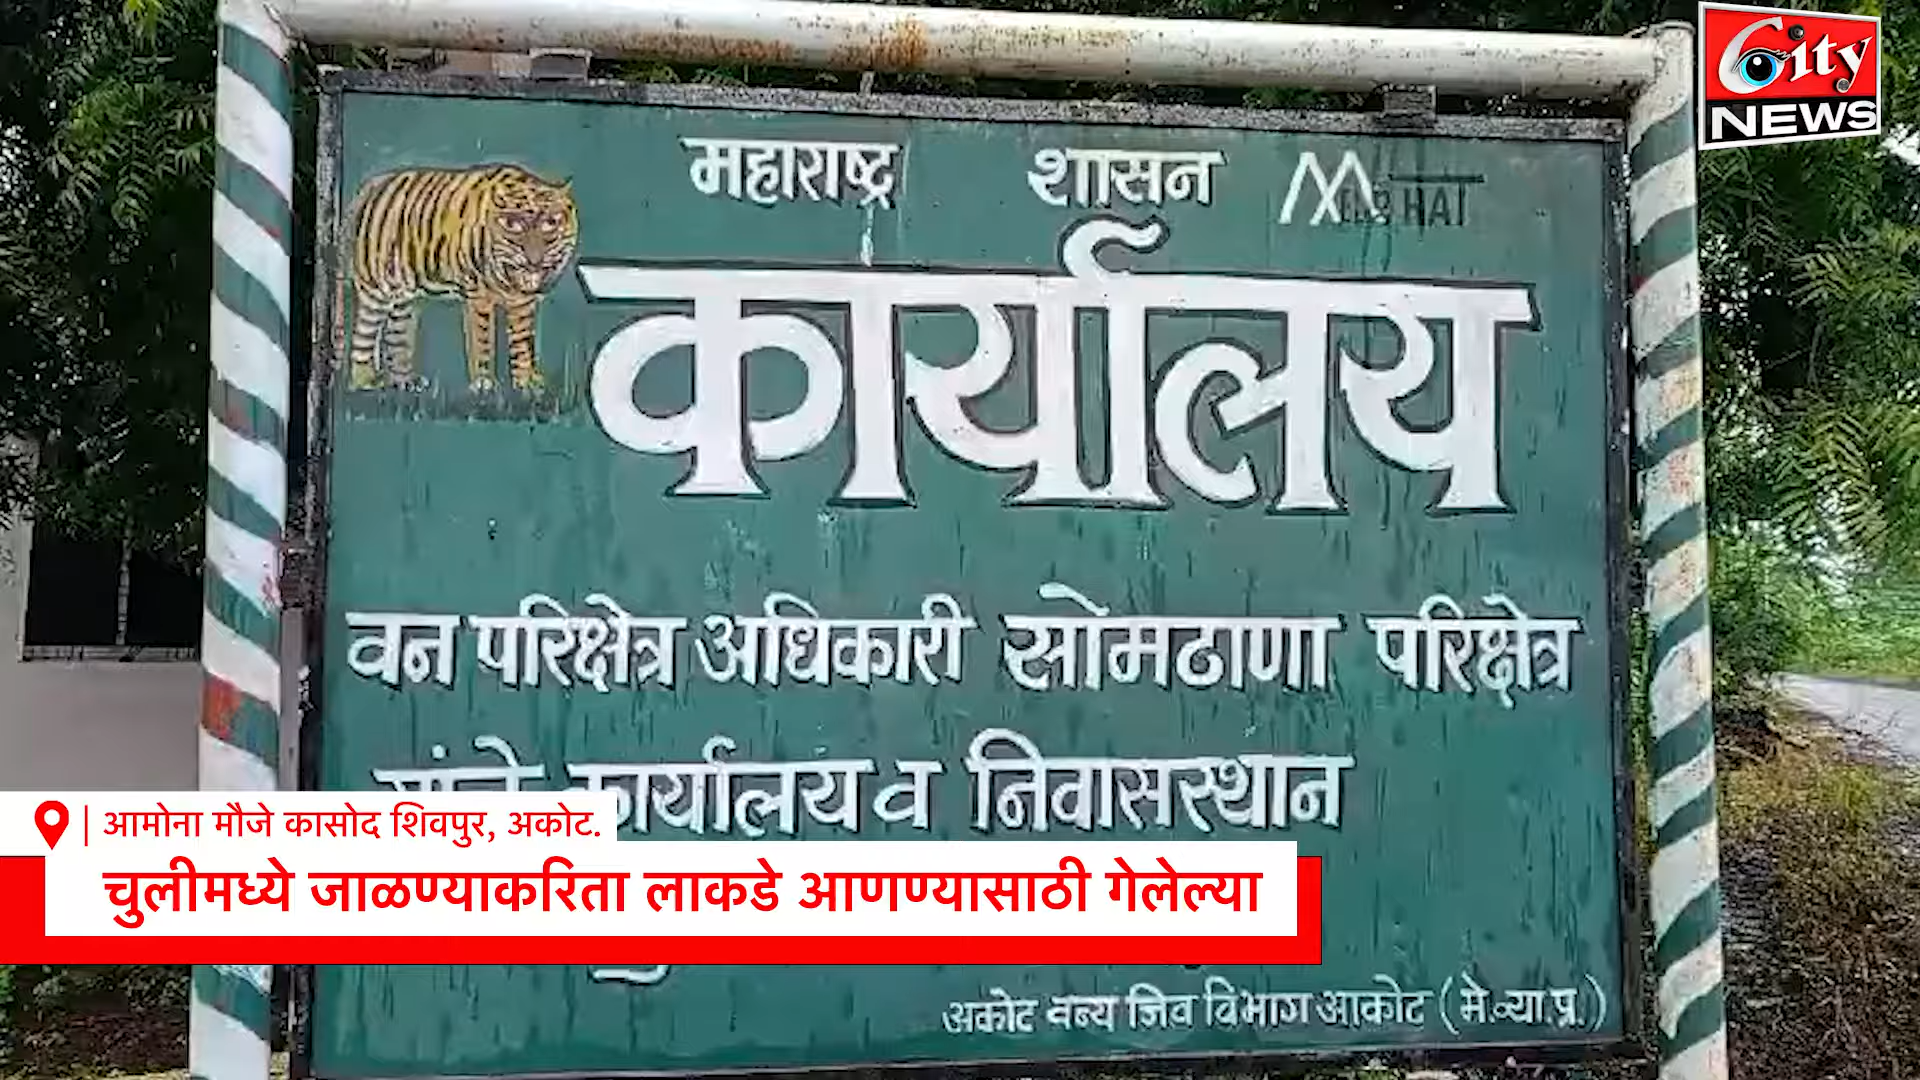 City
NEWS
महाराष्ट्र शासन
कार्यालय
वन परिक्षेत्र अधिकारी सोमठाणा परिक्षेत्र
यांचे कार्यालय व निवासस्थान
| आमोना मौजे कासोद शिवपुर, अकोट.
चुलीमध्ये जाळण्याकरिता लाकडे आणण्यासाठी गेलेल्या
अकोट वन्य जिव विभाग आकोट (मे.व्या.प्र.)